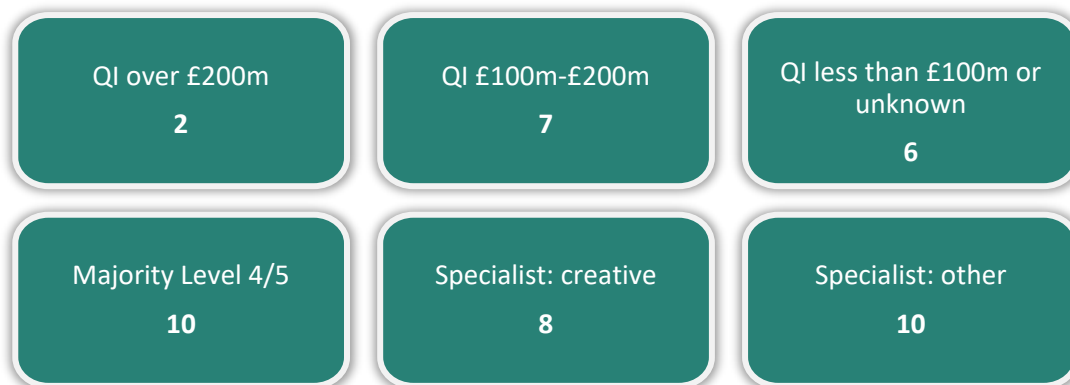 QI over £200m
2
QI £100m-£200m
7
QI less than £100m or
unknown
6
Majority Level 4/5
10
Specialist: creative
8
Specialist: other
10